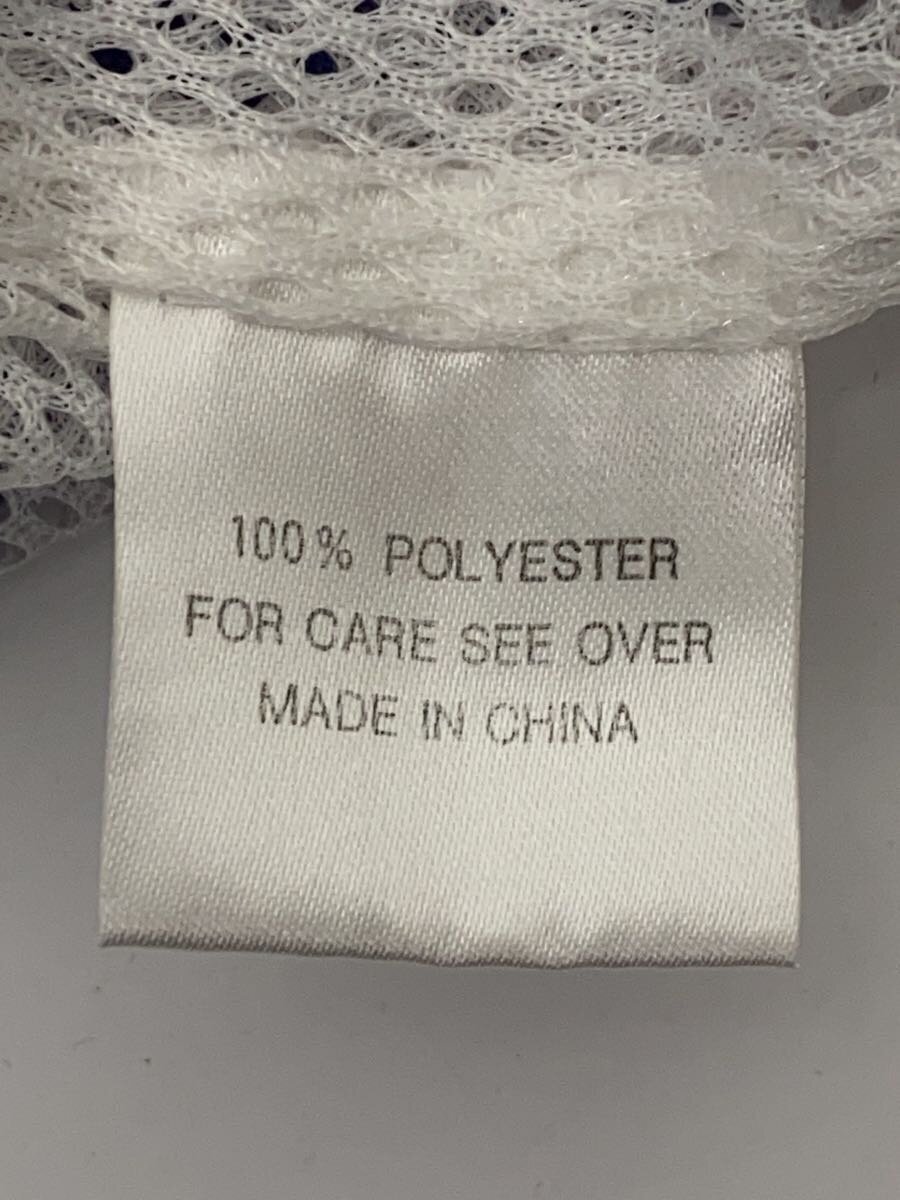 100% POLYESTER
FOR CARE SEE OVER
MADE IN CHINA